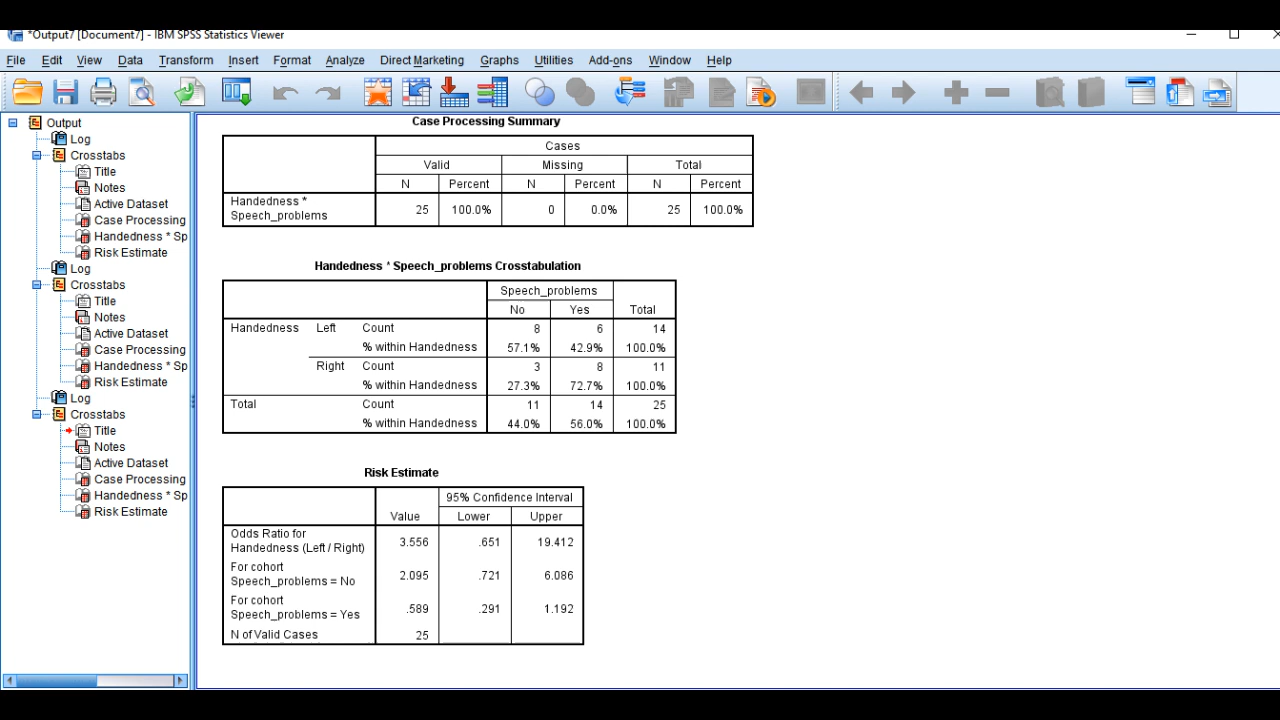 *Output7 [Document7] - IBM SPSS Statistics Viewer
File Edit View Data Transform Insert Format Analyze Direct Marketing Graphs Utilities Add-ons Window Help
Output
Log
Crosstabs
Title
Notes
Active Dataset
Case Processing
Handedness * Sp
Risk Estimate
Log
Crosstabs
Title
Notes
Active Dataset
Case Processing
Handedness * Sp
Risk Estimate
Log
Crosstabs
Title
Notes
Active Dataset
Case Processing
Handedness * Sp
Risk Estimate
Case Processing Summary
Cases
Valid Missing Total
N Percent N Percent N Percent
Handedness *
Speech_problems 25 100.0% 0 0.0% 25 100.0%
Handedness * Speech_problems Crosstabulation
Speech_problems
No Yes Total
Handedness Left Count 8 6 14
% within Handedness 57.1% 42.9% 100.0%
Right Count 3 8 11
% within Handedness 27.3% 72.7% 100.0%
Total Count 11 14 25
% within Handedness 44.0% 56.0% 100.0%
Risk Estimate
95% Confidence Interval
Value Lower Upper
Odds Ratio for
Handedness (Left / Right) 3.556 .651 19.412
For cohort
Speech_problems = No 2.095 .721 6.086
For cohort
Speech_problems = Yes .589 .291 1.192
N of Valid Cases 25